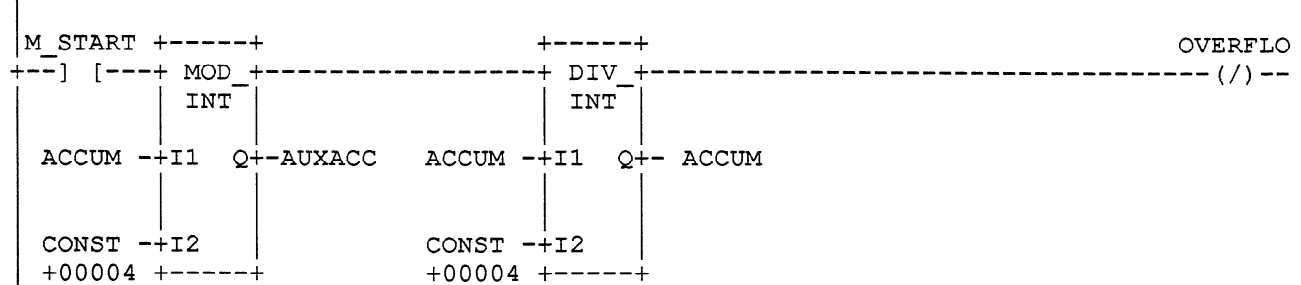 M_START +-----+ +-----+ OVERFLO
+--] [----+ MOD_+-----------------+ DIV_+-----------------------------------(/)--
INT INT
ACCUM -+I1 Q+-AUXACC ACCUM -+I1 Q+- ACCUM
CONST -+I2 CONST -+I2
+00004 +-----+ +00004 +-----+